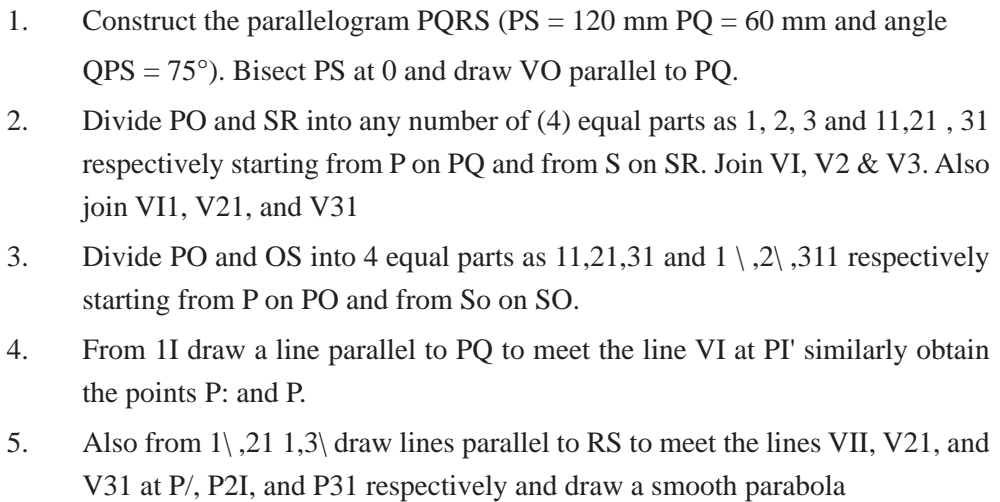 1. Construct the parallelogram PQRS (PS = 120 mm PQ = 60 mm and angle
QPS = 75°). Bisect PS at 0 and draw VO parallel to PQ.
2. Divide PO and SR into any number of (4) equal parts as 1, 2, 3 and 11,21 , 31
respectively starting from P on PQ and from S on SR. Join VI, V2 & V3. Also
join VI1, V21, and V31
3. Divide PO and OS into 4 equal parts as 11,21,31 and 1 \ ,2\ ,311 respectively
starting from P on PO and from So on SO.
4. From 1I draw a line parallel to PQ to meet the line VI at PI' similarly obtain
the points P: and P.
5. Also from 1\ ,21 1,3\ draw lines parallel to RS to meet the lines VII, V21, and
V31 at P/, P2I, and P31 respectively and draw a smooth parabola